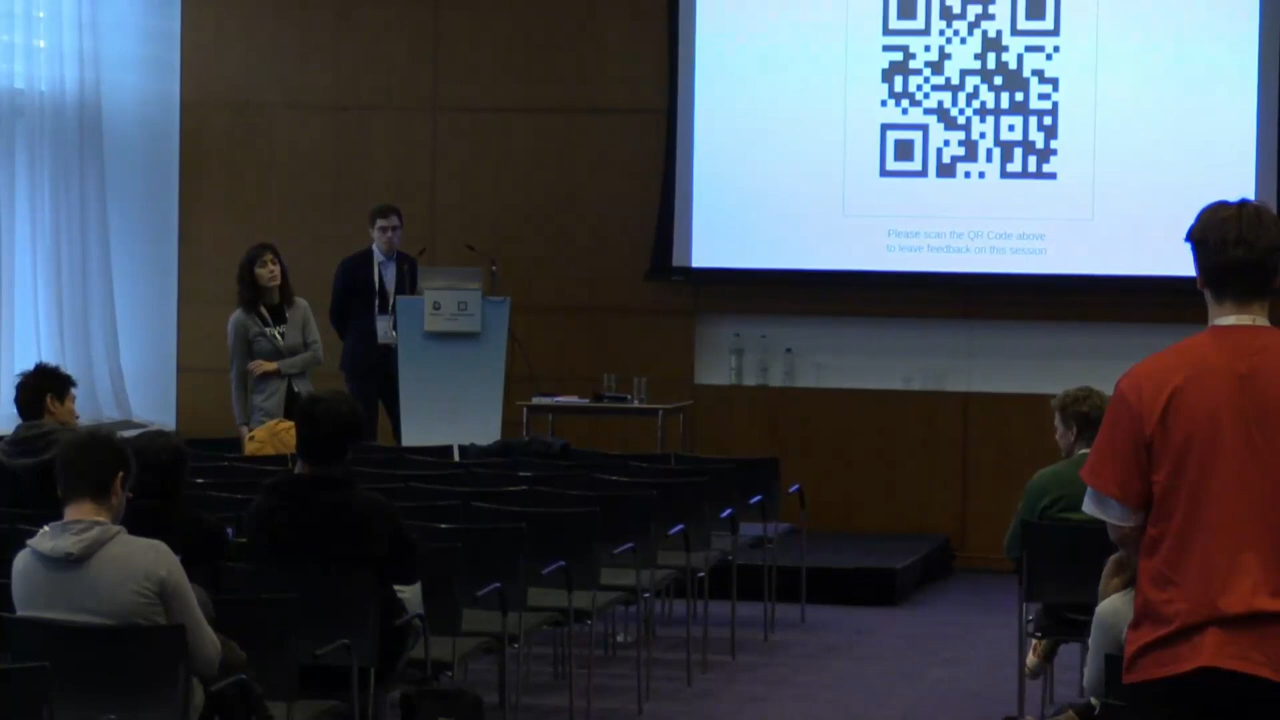 Please scan the QR Code above
to leave feedback on this session